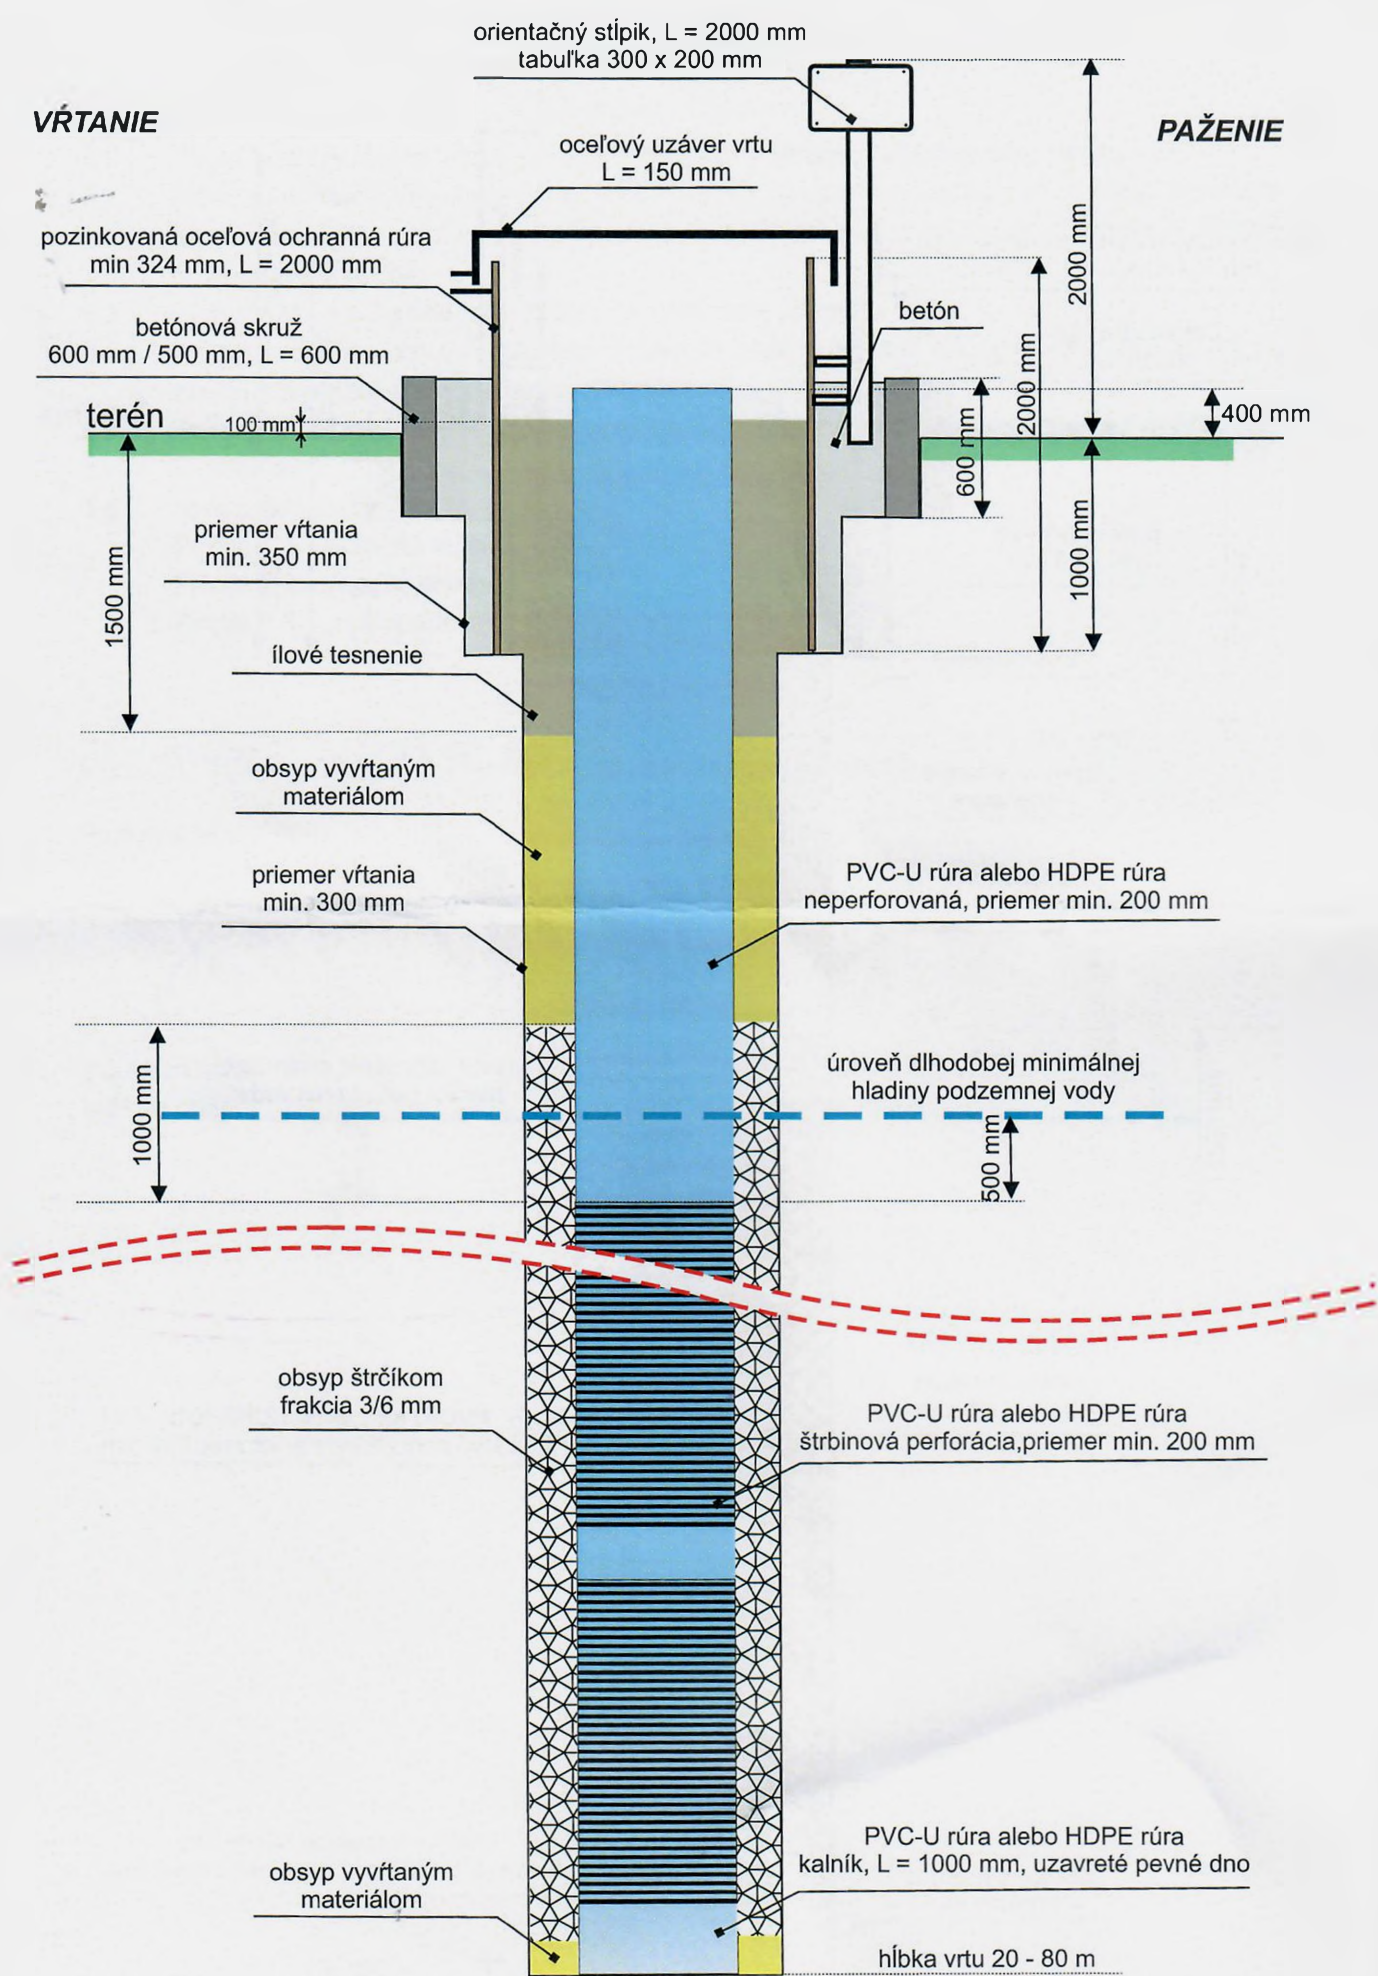 orientačný stĺpik, L = 2000 mm
tabuľka 300 x 200 mm
VŔTANIE
PAŽENIE
oceľový uzáver vrtu
L = 150 mm
pozinkovaná oceľová ochranná rúra
min 324 mm, L = 2000 mm
2000 mm
betón
betónová skruž
600 mm / 500 mm, L = 600 mm
2000 mm
terén
100 mm
400 mm
600 mm
priemer vŕtania
min. 350 mm
1000 mm
1500 mm
ílové tesnenie
obsyp vyvŕtaným
materiálom
priemer vŕtania
min. 300 mm
PVC-U rúra alebo HDPE rúra
neperforovaná, priemer min. 200 mm
1000 mm
úroveň dlhodobej minimálnej
hladiny podzemnej vody
500 mm
obsyp štrčíkom
frakcia 3/6 mm
PVC-U rúra alebo HDPE rúra
štrbinová perforácia,priemer min. 200 mm
PVC-U rúra alebo HDPE rúra
kalník, L = 1000 mm, uzavreté pevné dno
obsyp vyvŕtaným
materiálom
hĺbka vrtu 20 - 80 m